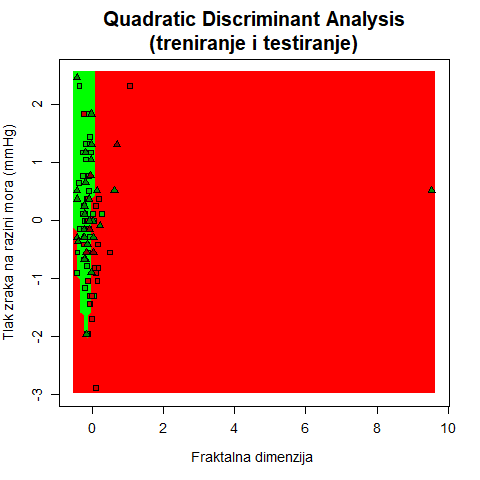 Quadratic Discriminant Analysis
(treniranje i testiranje)
Tlak zraka na razini mora (mmHg)
2
1
0
-1
-2
-3
0 2 4 6 8 10
Fraktalna dimenzija